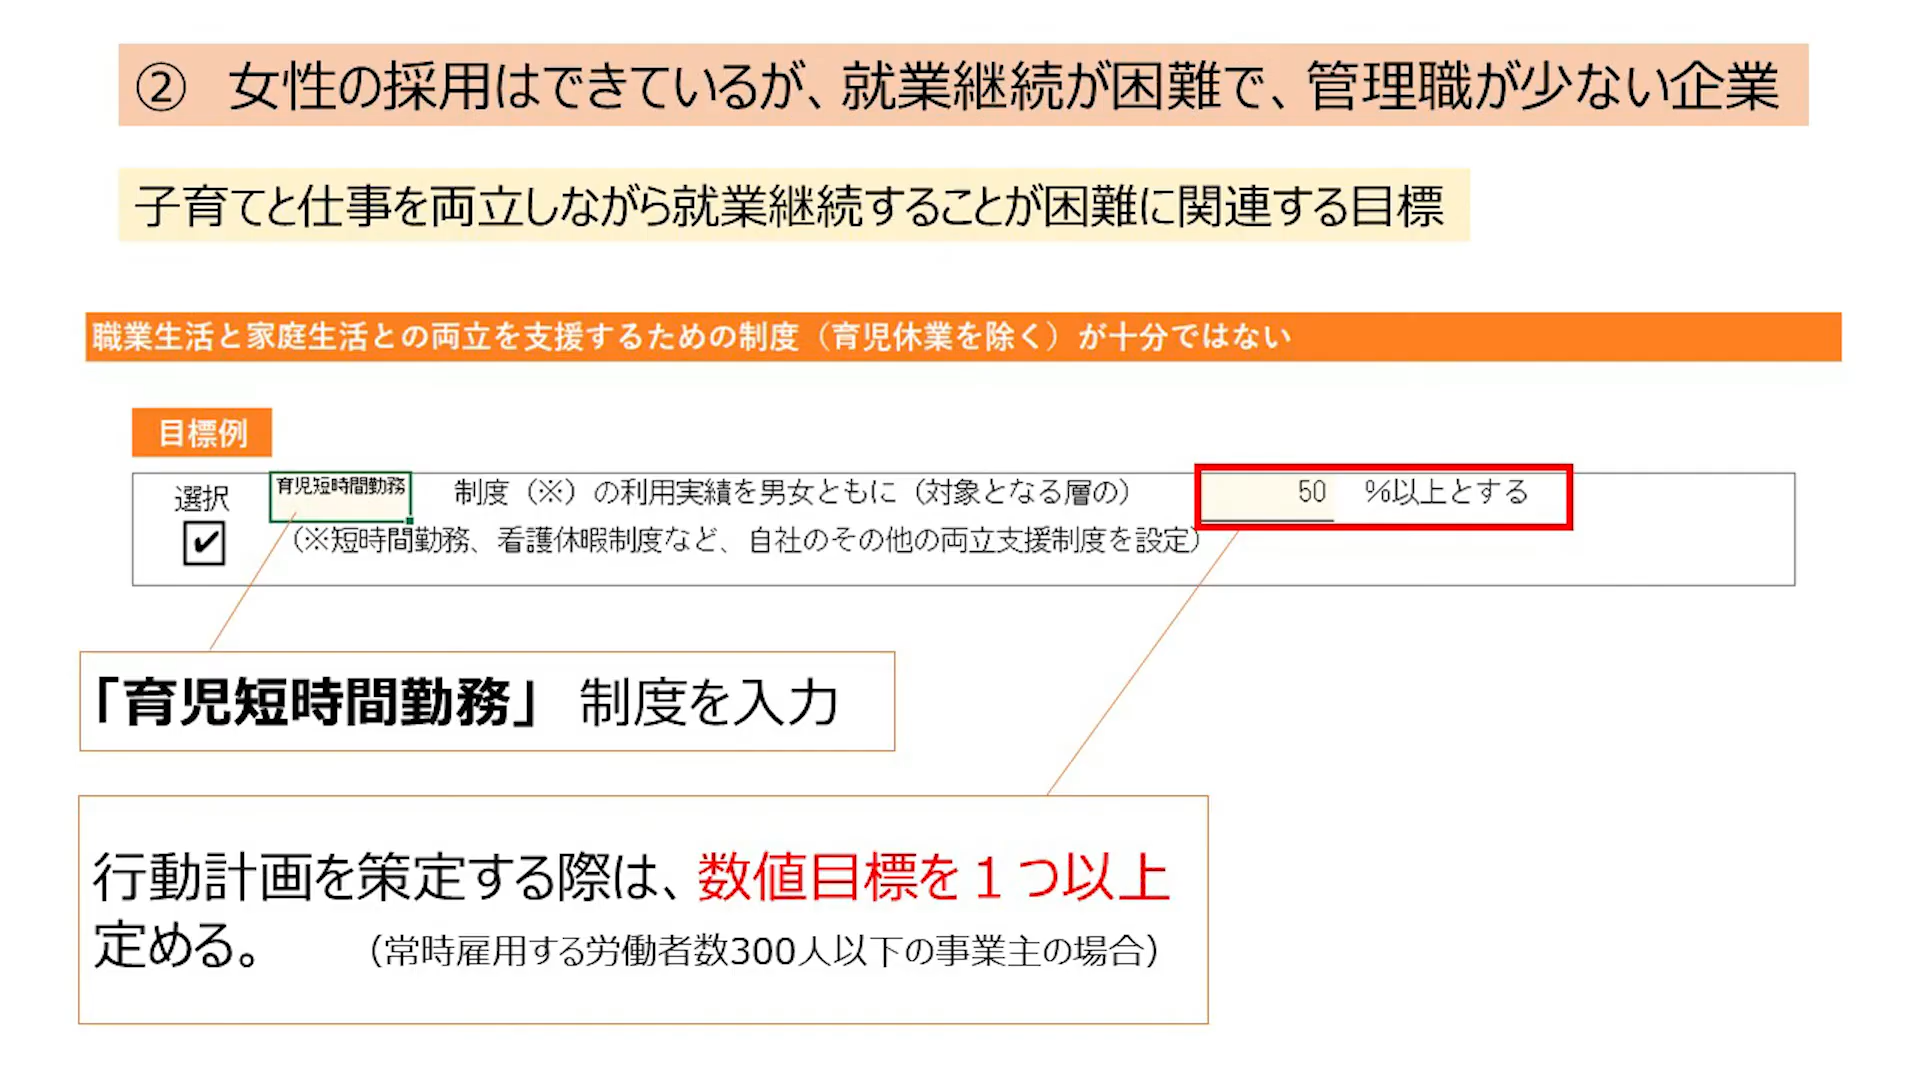 ② 女性の採用はできているが、就業継続が困難で、管理職が少ない企業
子育てと仕事を両立しながら就業継続することが困難に関連する目標
職業生活と家庭生活との両立を支援するための制度（育児休業を除く）が十分ではない
目標例
選択 育児短時間勤務 制度（※）の利用実績を男女ともに（対象となる層の） 50 %以上とする
（※短時間勤務、看護休暇制度など、自社のその他の両立支援制度を設定）
「育児短時間勤務」 制度を入力
行動計画を策定する際は、数値目標を１つ以上
定める。 （常時雇用する労働者数300人以下の事業主の場合）